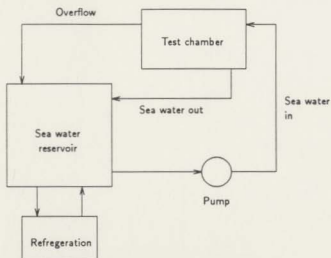 Overflow
Test chamber
Sea water out
Sea water
in
Sea water
reservoir
Pump
Refregeration